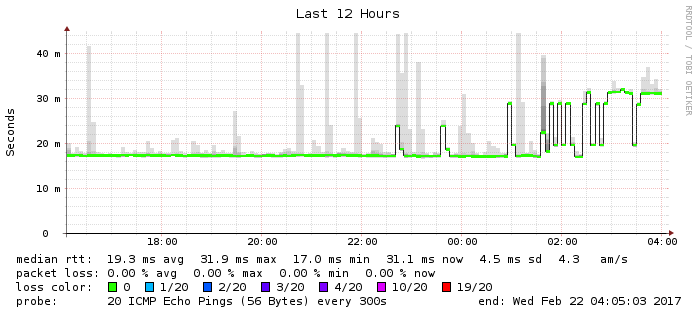 Last 12 Hours
RRDTOOL / TOBI OETIKER
Seconds
40 m
30 m
20 m
10 m
0
18:00 20:00 22:00 00:00 02:00 04:00
median rtt: 19.3 ms avg 31.9 ms max 17.0 ms min 31.1 ms now 4.5 ms sd 4.3 am/s
packet loss: 0.00 % avg 0.00 % max 0.00 % min 0.00 % now
loss color: 0 1/20 2/20 3/20 4/20 10/20 19/20
probe: 20 ICMP Echo Pings (56 Bytes) every 300s end: Wed Feb 22 04:05:03 2017